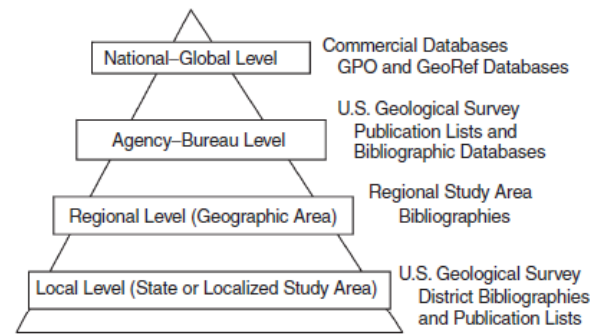 National–Global Level
Commercial Databases
GPO and GeoRef Databases
Agency–Bureau Level
U.S. Geological Survey
Publication Lists and
Bibliographic Databases
Regional Level (Geographic Area)
Regional Study Area
Bibliographies
Local Level (State or Localized Study Area)
U.S. Geological Survey
District Bibliographies
and Publication Lists